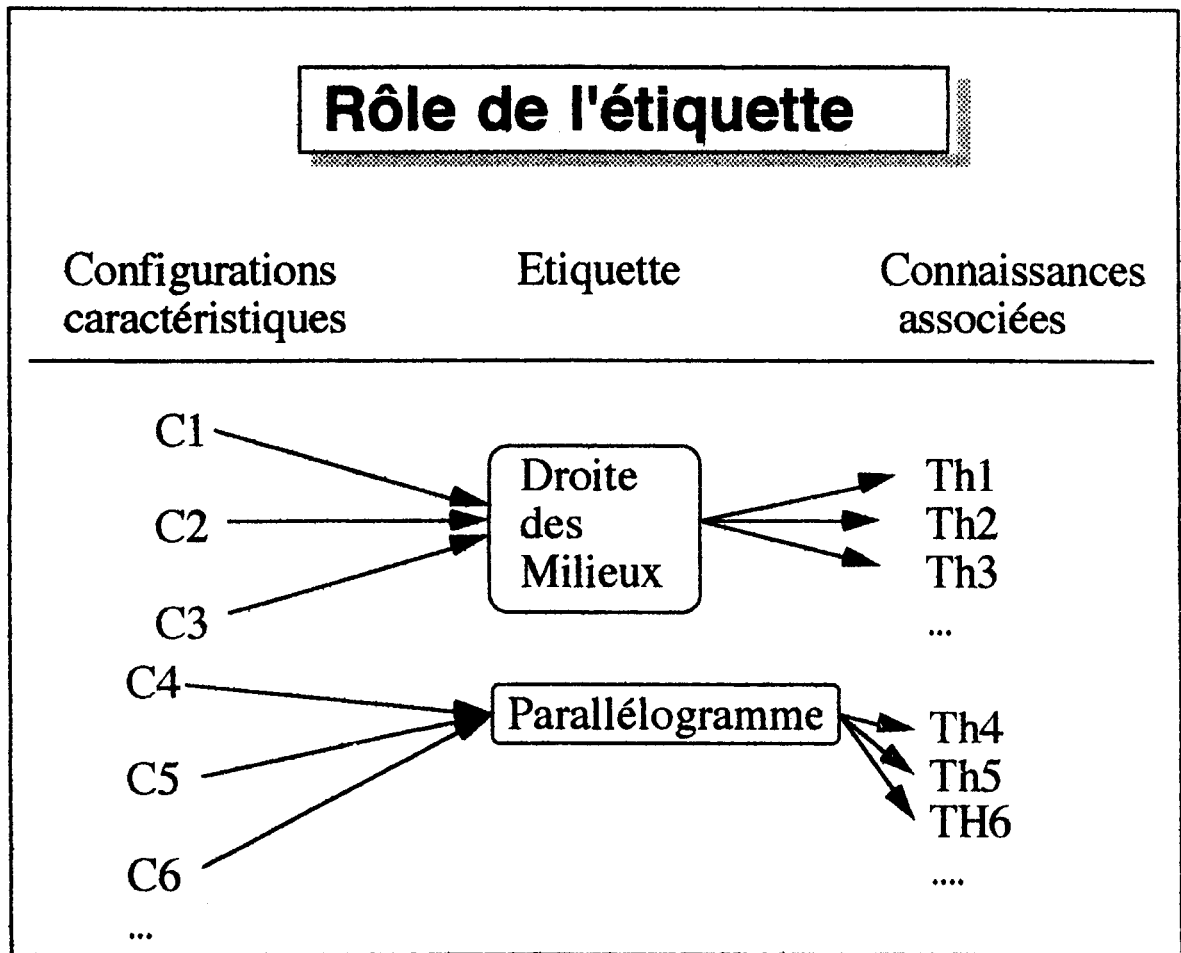 Rôle de l'étiquette
Configurations caractéristiques
Etiquette
Connaissances associées
C1
C2
C3
C4
C5
C6
...
Droite
des
Milieux
Parallélogramme
Th1
Th2
Th3
...
Th4
Th5
TH6
....